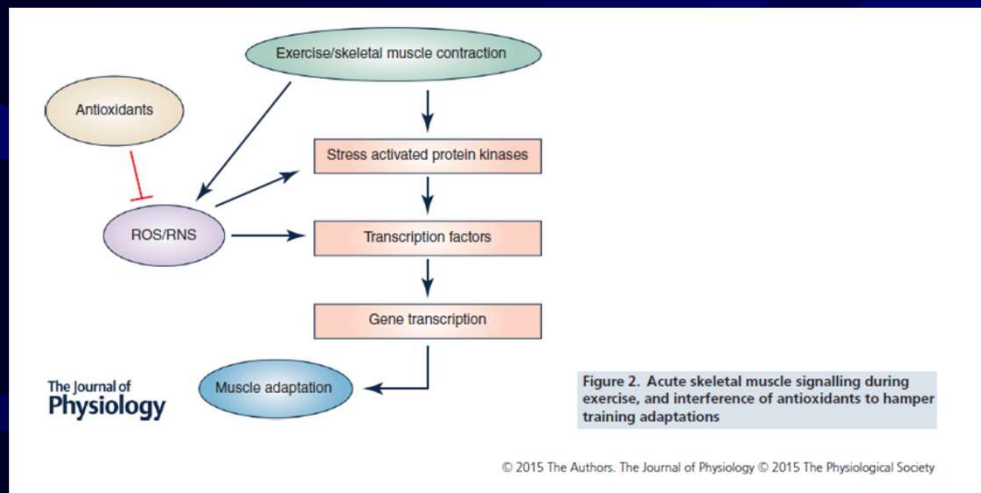 Exercise/skeletal muscle contraction
Antioxidants
Stress activated protein kinases
ROS/RNS
Transcription factors
Gene transcription
Muscle adaptation
The Journal of
Physiology
Figure 2. Acute skeletal muscle signalling during
exercise, and interference of antioxidants to hamper
training adaptations
© 2015 The Authors. The Journal of Physiology © 2015 The Physiological Society